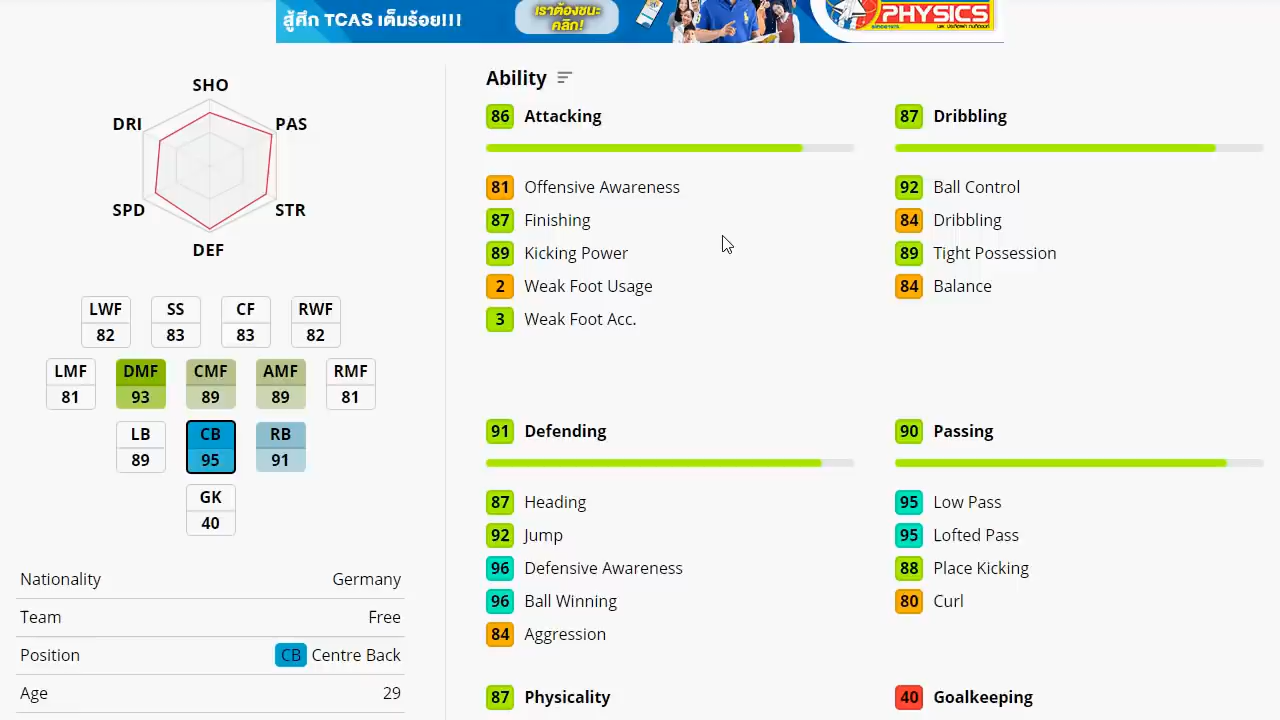 สู้ศึก TCAS เต็มร้อย!!!
เราต้องชนะ
คลิก!
PHYSICS
SHO
DRI
PAS
SPD
STR
DEF
LWF
82
SS
83
CF
83
RWF
82
LMF
81
DMF
93
CMF
89
AMF
89
RMF
81
LB
89
CB
95
RB
91
GK
40
Nationality Germany
Team Free
Position CB Centre Back
Age 29
Ability
86 Attacking
81 Offensive Awareness
87 Finishing
89 Kicking Power
2 Weak Foot Usage
3 Weak Foot Acc.
87 Dribbling
92 Ball Control
84 Dribbling
89 Tight Possession
84 Balance
91 Defending
87 Heading
92 Jump
96 Defensive Awareness
96 Ball Winning
84 Aggression
90 Passing
95 Low Pass
95 Lofted Pass
88 Place Kicking
80 Curl
87 Physicality
40 Goalkeeping